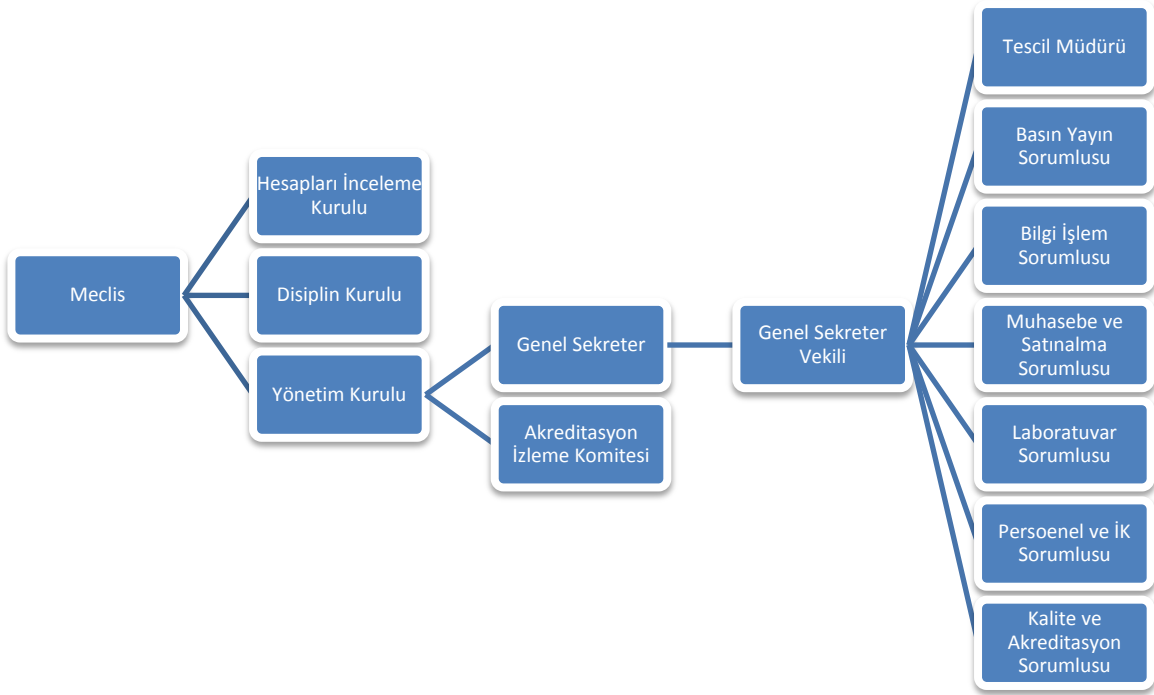 Meclis
Hesapları İnceleme
Kurulu
Disiplin Kurulu
Yönetim Kurulu
Genel Sekreter
Akreditasyon
İzleme Komitesi
Genel Sekreter
Vekili
Tescil Müdürü
Basın Yayın
Sorumlusu
Bilgi İşlem
Sorumlusu
Muhasebe ve
Satınalma
Sorumlusu
Laboratuvar
Sorumlusu
Persoenel ve İK
Sorumlusu
Kalite ve
Akreditasyon
Sorumlusu